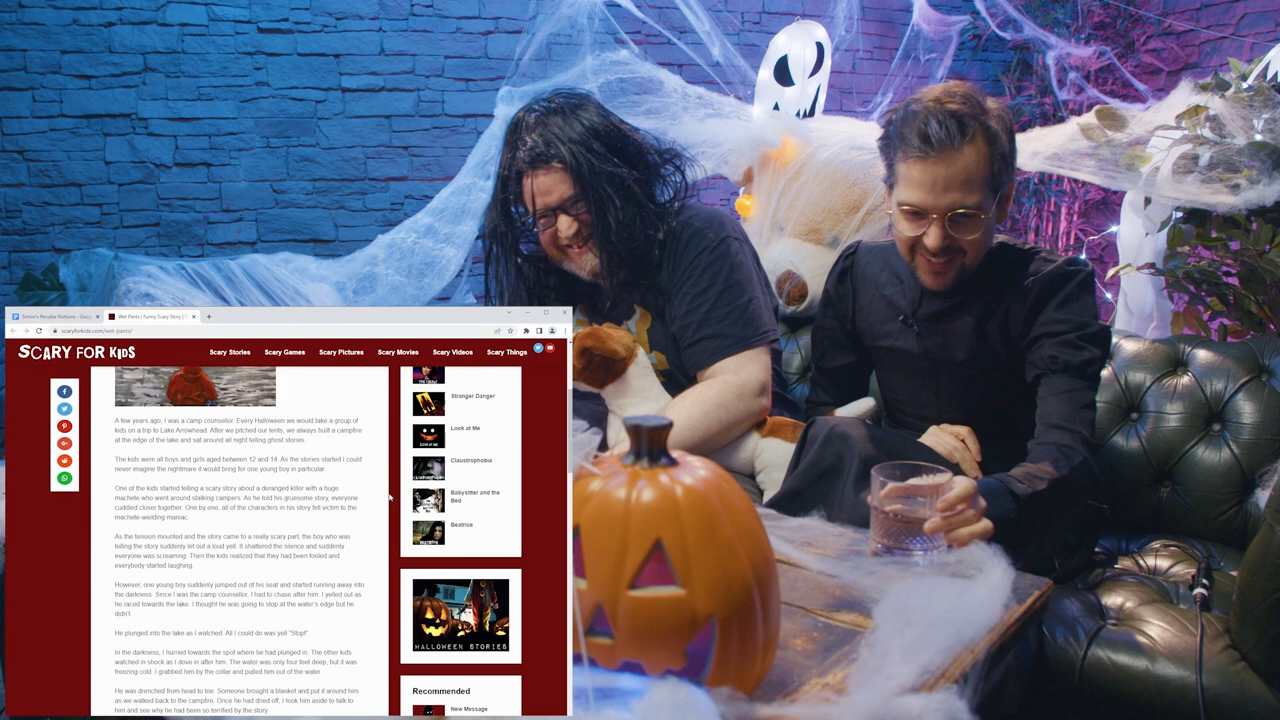 Simon's Peculiar Portions - Goog
Wet Pants | Funny Scary Story | S
scaryforkids.com/wet-pants/
SCARY FOR KIDS
Scary Stories
Scary Games
Scary Pictures
Scary Movies
Scary Videos
Scary Things
A few years ago, I was a camp counsellor. Every Halloween we would take a group of
kids on a trip to Lake Arrowhead. After we pitched our tents, we always built a campfire
at the edge of the lake and sat around all night telling ghost stories.
The kids were all boys and girls aged between 12 and 14. As the stories started I could
never imagine the nightmare it would bring for one young boy in particular.
One of the kids started telling a scary story about a deranged killer with a huge
machete who went around stalking campers. As he told his gruesome story, everyone
cuddled closer together. One by one, all of the characters in his story fell victim to the
machete-wielding maniac.
As the tension mounted and the story came to a really scary part, the boy who was
telling the story suddenly let out a loud yell. It shattered the silence and suddenly
everyone was screaming. Then the kids realized that they had been fooled and
everybody started laughing.
However, one young boy suddenly jumped out of his seat and started running away into
the darkness. Since I was the camp counsellor, I had to chase after him. I yelled out as
he raced towards the lake. I thought he was going to stop at the water's edge but he
didn't.
He plunged into the lake as I watched. All I could do was yell "Stop!"
In the darkness, I hurried towards the spot where he had plunged in. The other kids
watched in shock as I dove in after him. The water was only four feet deep, but it was
freezing cold. I grabbed him by the collar and pulled him out of the water.
He was drenched from head to toe. Someone brought a blanket and put it around him
as we walked back to the campfire. Once he had dried off, I took him aside to talk to
him and see why he had been so terrified by the story.
Stranger Danger
Look at Me
LOOK AT ME
Claustrophobia
Babysitter and the
Bed
Beatrice
HALLOWEEN STORIES
Recommended
New Message